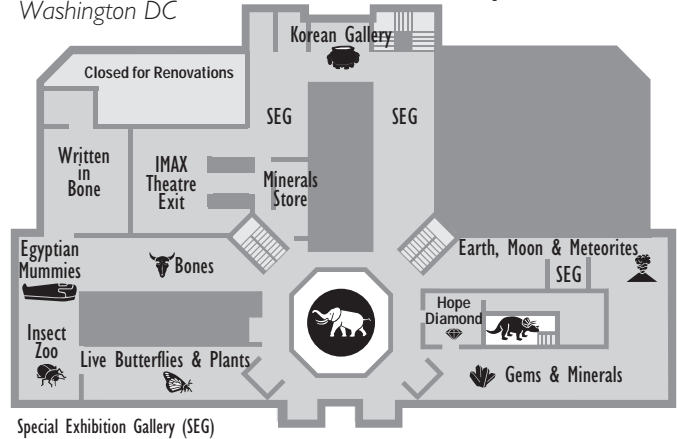 Washington DC
Korean Gallery
Closed for Renovations
SEG
SEG
Written
in
Bone
IMAX
Theatre
Exit
Minerals
Store
Egyptian
Mummies
Bones
Earth, Moon & Meteorites
SEG
Hope
Diamond
Insect
Zoo
Live Butterflies & Plants
Gems & Minerals
Special Exhibition Gallery (SEG)